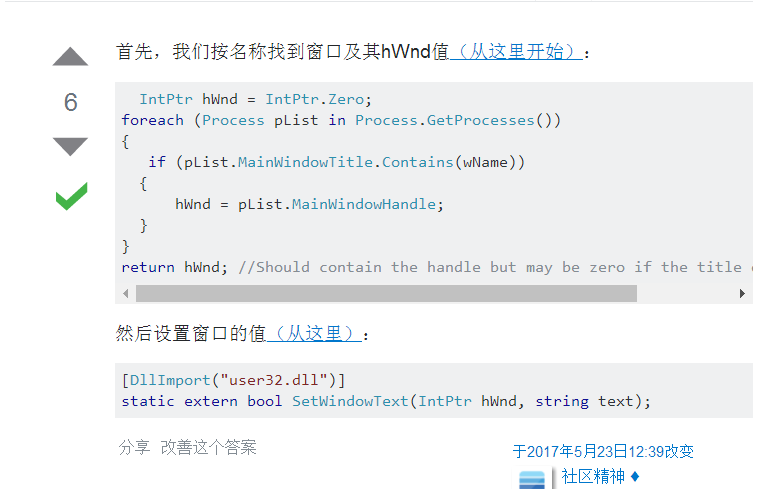 首先，我们按名称找到窗口及其hWnd值（从这里开始）：
6
IntPtr hWnd = IntPtr.Zero;
foreach (Process pList in Process.GetProcesses())
{
if (pList.MainWindowTitle.Contains(wName))
{
hWnd = pList.MainWindowHandle;
}
}
return hWnd; //Should contain the handle but may be zero if the title
然后设置窗口的值（从这里）：
[DllImport("user32.dll")]
static extern bool SetWindowText(IntPtr hWnd, string text);
分享 改善这个答案
于2017年5月23日12:39改变
社区精神 ♦